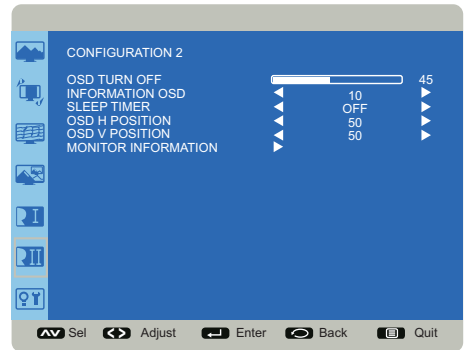 CONFIGURATION 2
OSD TURN OFF 45
INFORMATION OSD 10
SLEEP TIMER OFF
OSD H POSITION 50
OSD V POSITION 50
MONITOR INFORMATION
Sel Adjust Enter Back Quit